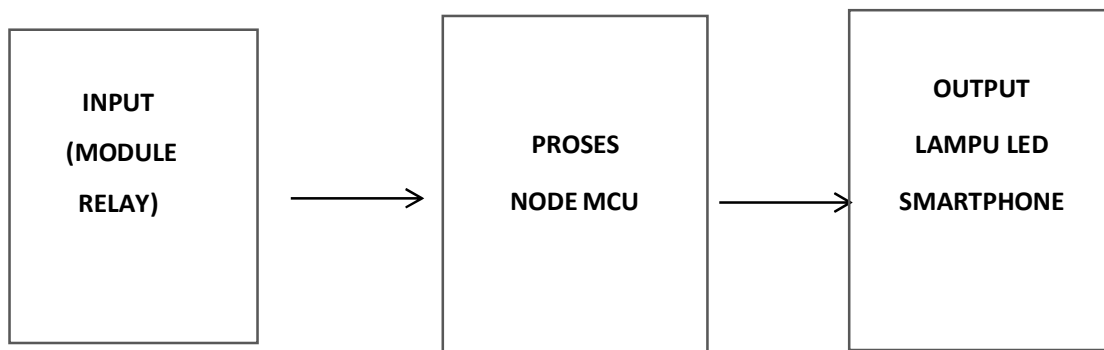 INPUT
(MODULE
RELAY)
PROSES
NODE MCU
OUTPUT
LAMPU LED
SMARTPHONE